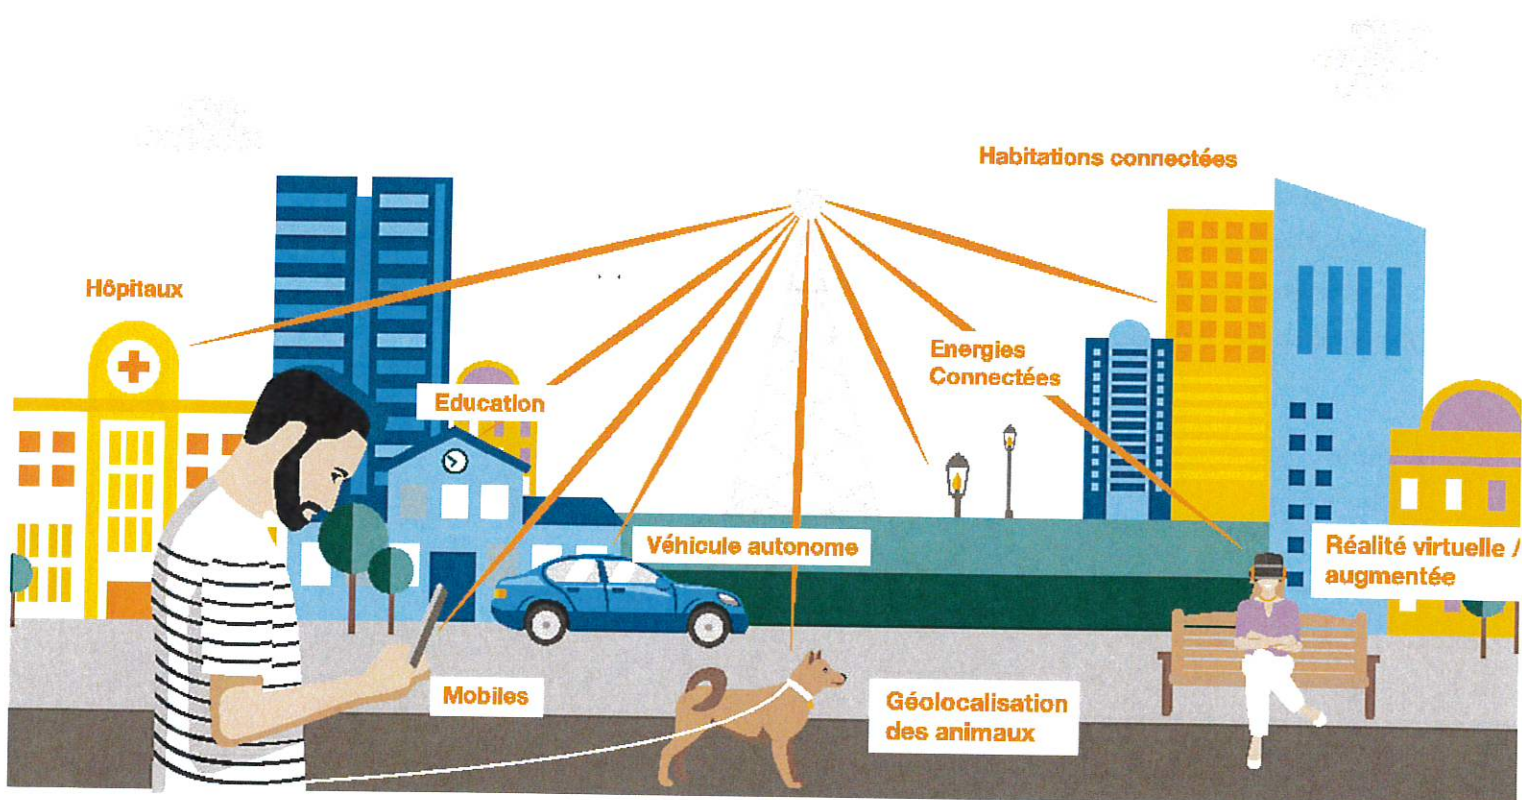 Habitations connectées
Hôpitaux
Energies
Connectées
Education
Véhicule autonome
Réalité virtuelle /
augmentée
Mobiles
Géolocalisation
des animaux